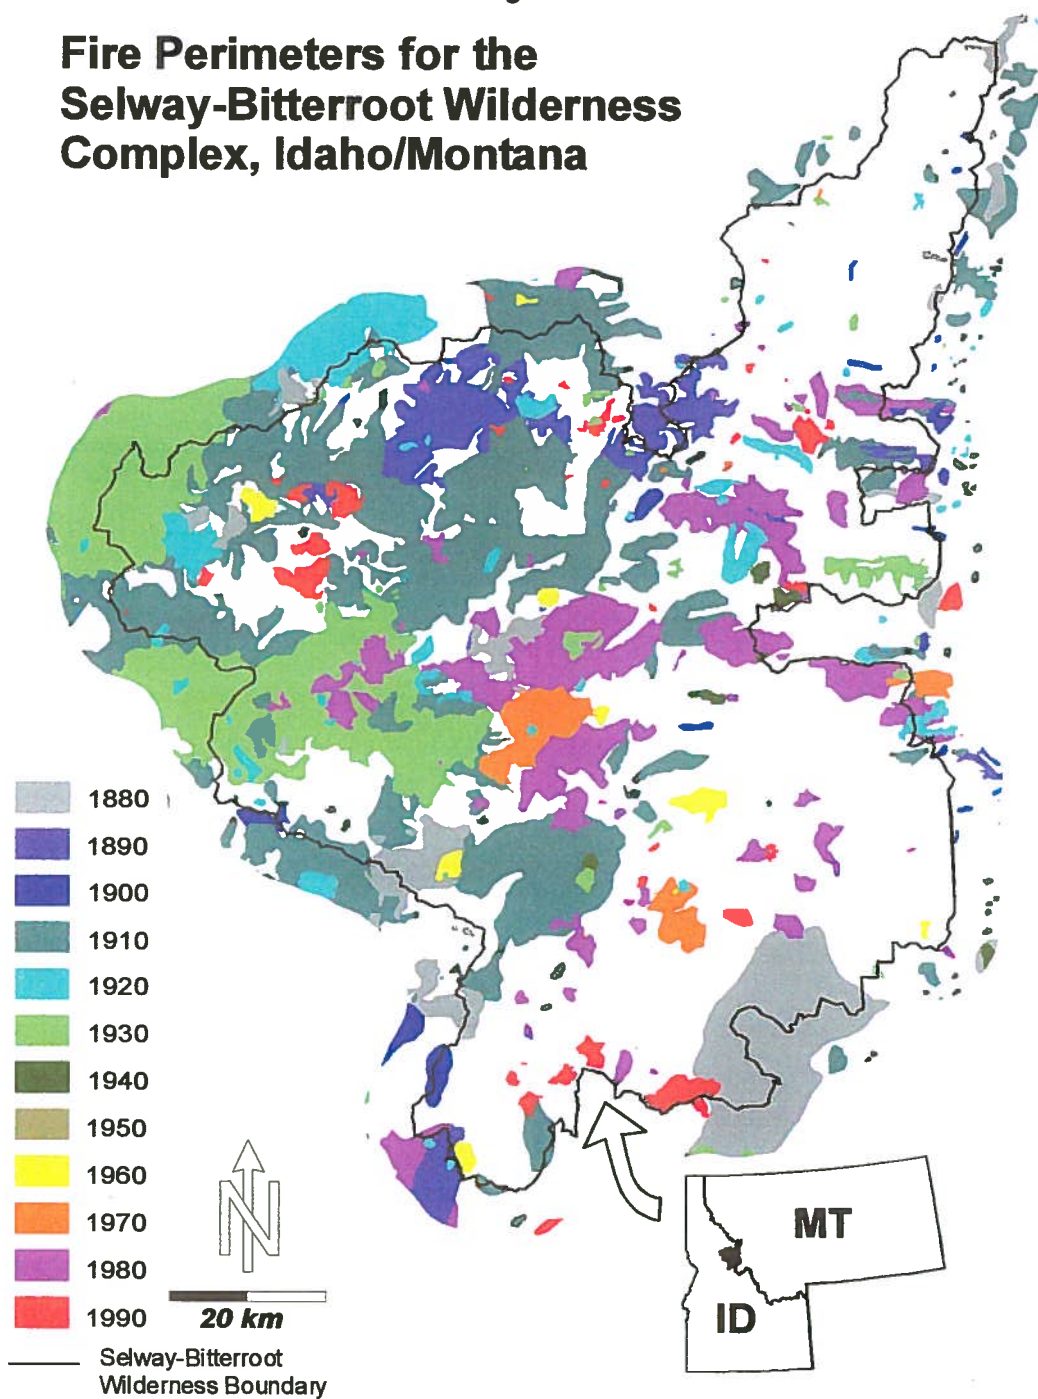 Fire Perimeters for the
Selway-Bitterroot Wilderness
Complex, Idaho/Montana
1880
1890
1900
1910
1920
1930
1940
1950
1960
1970
1980
1990
N
20 km
Selway-Bitterroot
Wilderness Boundary
MT
ID